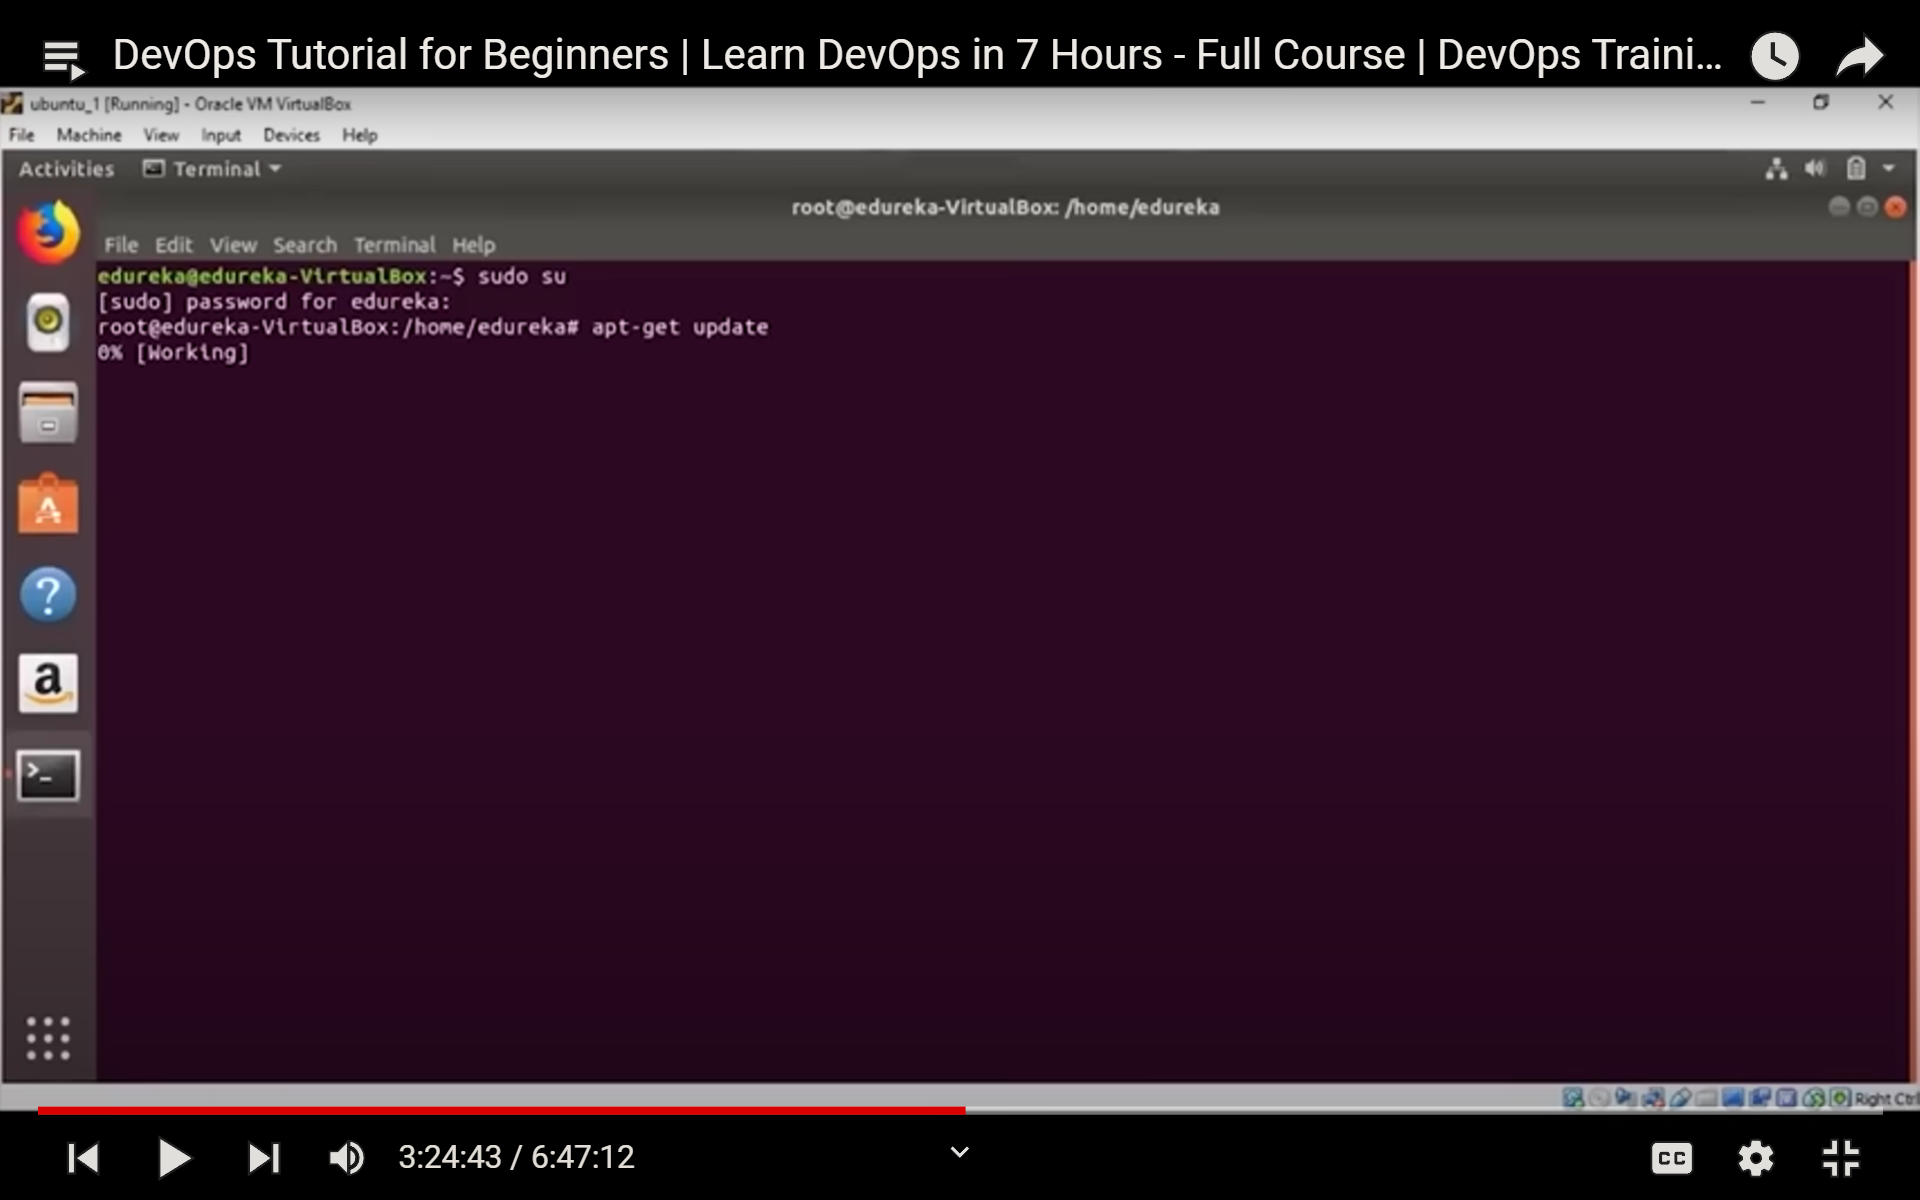 DevOps Tutorial for Beginners | Learn DevOps in 7 Hours - Full Course | DevOps Traini...
ubuntu_1 [Running] - Oracle VM VirtualBox
File Machine View Input Devices Help
Activities Terminal
root@edureka-VirtualBox: /home/edureka
File Edit View Search Terminal Help
edureka@edureka-VirtualBox:~$ sudo su
[sudo] password for edureka:
root@edureka-VirtualBox:/home/edureka# apt-get update
0% [Working]
Right Ctrl
3:24:43 / 6:47:12
CC